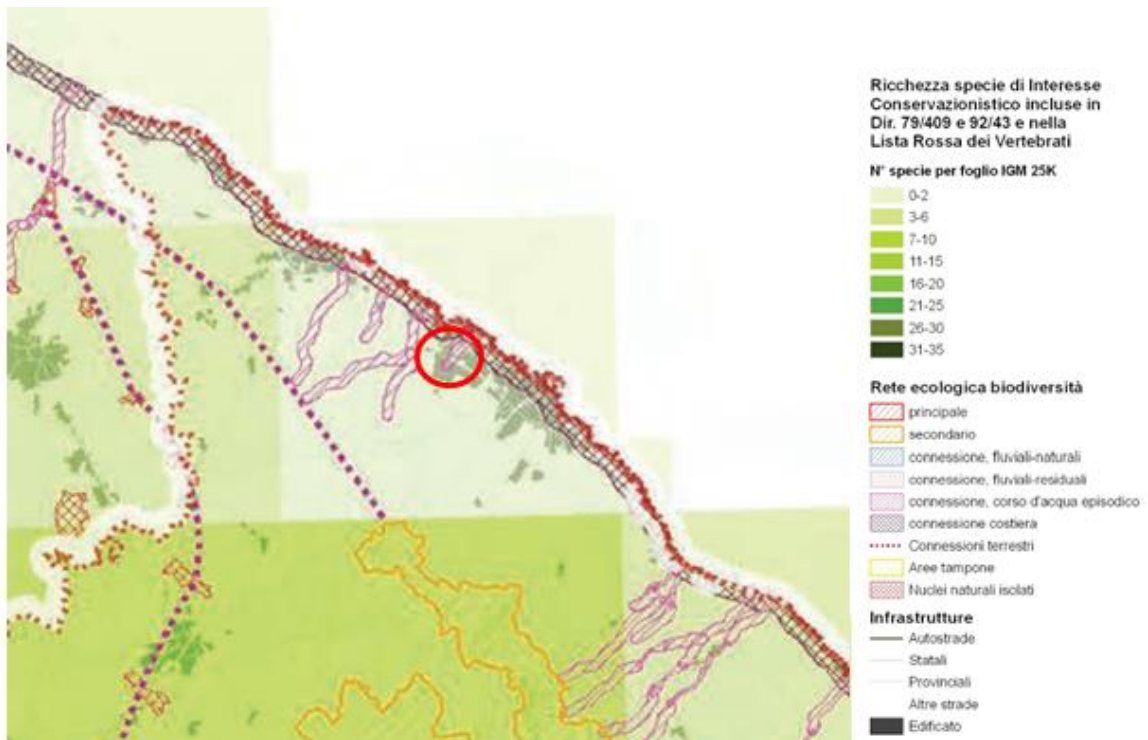 Ricchezza specie di Interesse
Conservazionistico incluse in
Dir. 79/409 e 92/43 e nella
Lista Rossa dei Vertebrati
N° specie per foglio IGM 25K
0-2
3-6
7-10
11-15
16-20
21-25
26-30
31-35
Rete ecologica biodiversità
principale
secondario
connessione, fluviali-naturali
connessione, fluviali-residuali
connessione, corso d'acqua episodico
connessione costiera
Connessioni terrestri
Aree tampone
Nuclei naturali isolati
Infrastrutture
Autostrade
Statali
Provinciali
Altre strade
Edificato